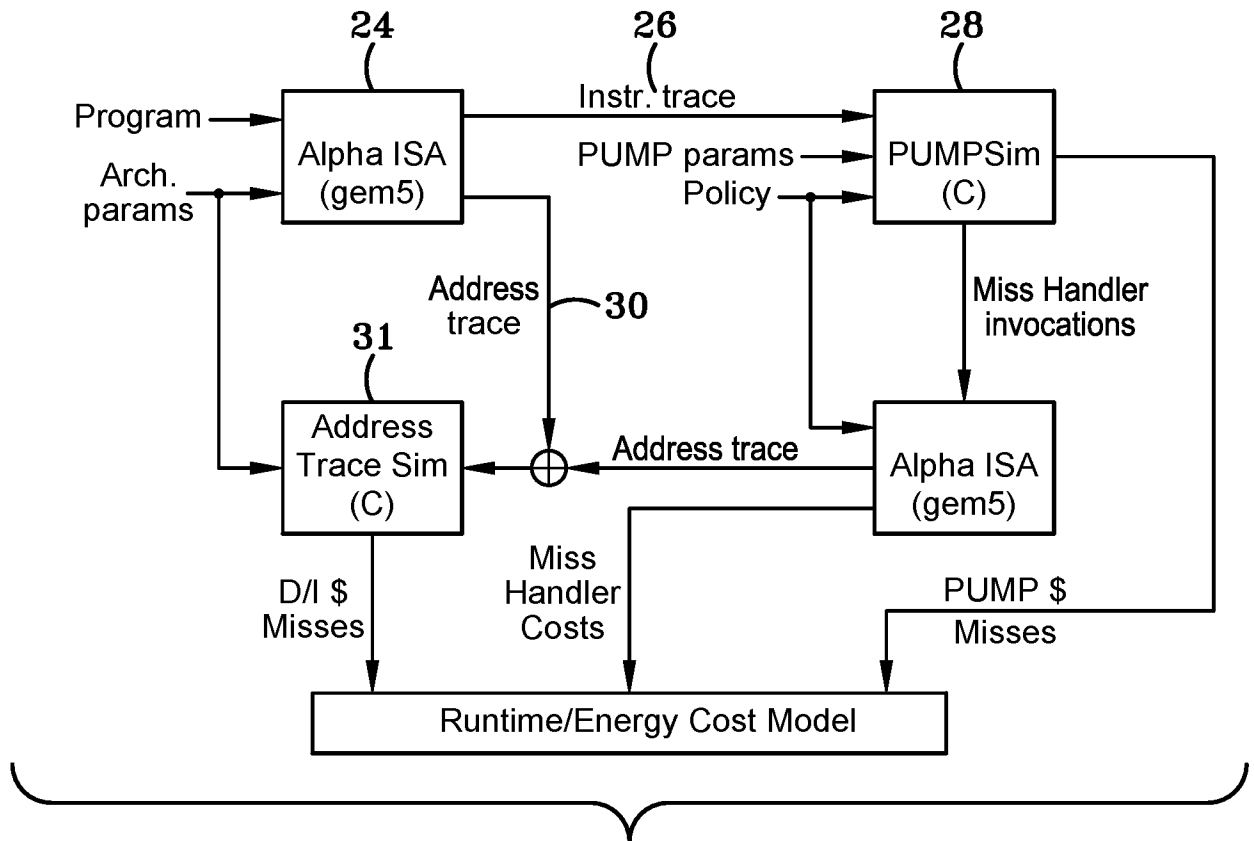 24
26
28
Program
Arch.
params
Alpha ISA
(gem5)
Instr. trace
PUMP params
Policy
PUMPSim
(C)
Address
trace
30
Miss Handler
invocations
31
Address
Trace Sim
(C)
Address trace
Alpha ISA
(gem5)
D/I $
Misses
Miss
Handler
Costs
PUMP $
Misses
Runtime/Energy Cost Model